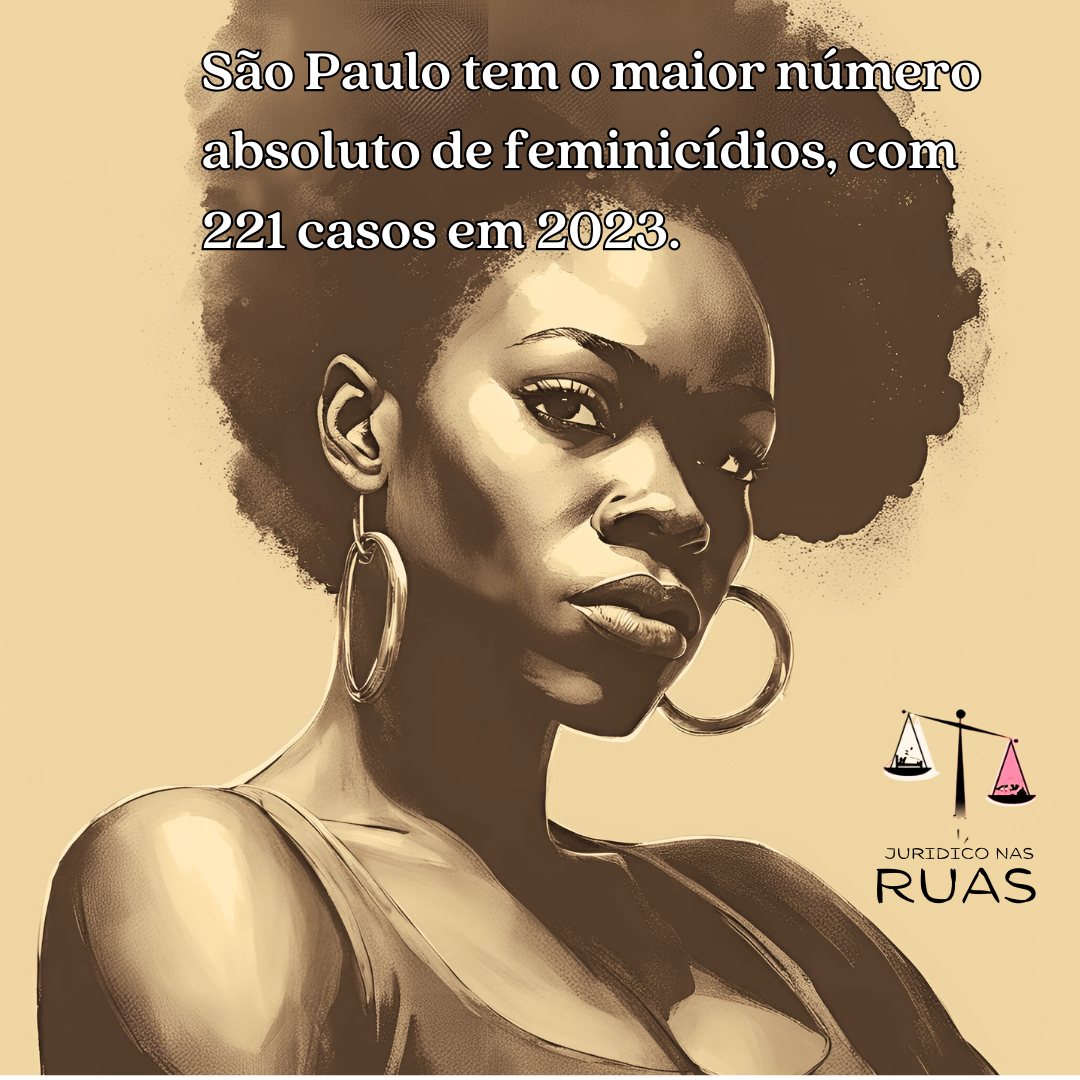 São Paulo tem o maior número
absoluto de feminicídios, com
221 casos em 2023.
JURIDICO NAS
RUAS